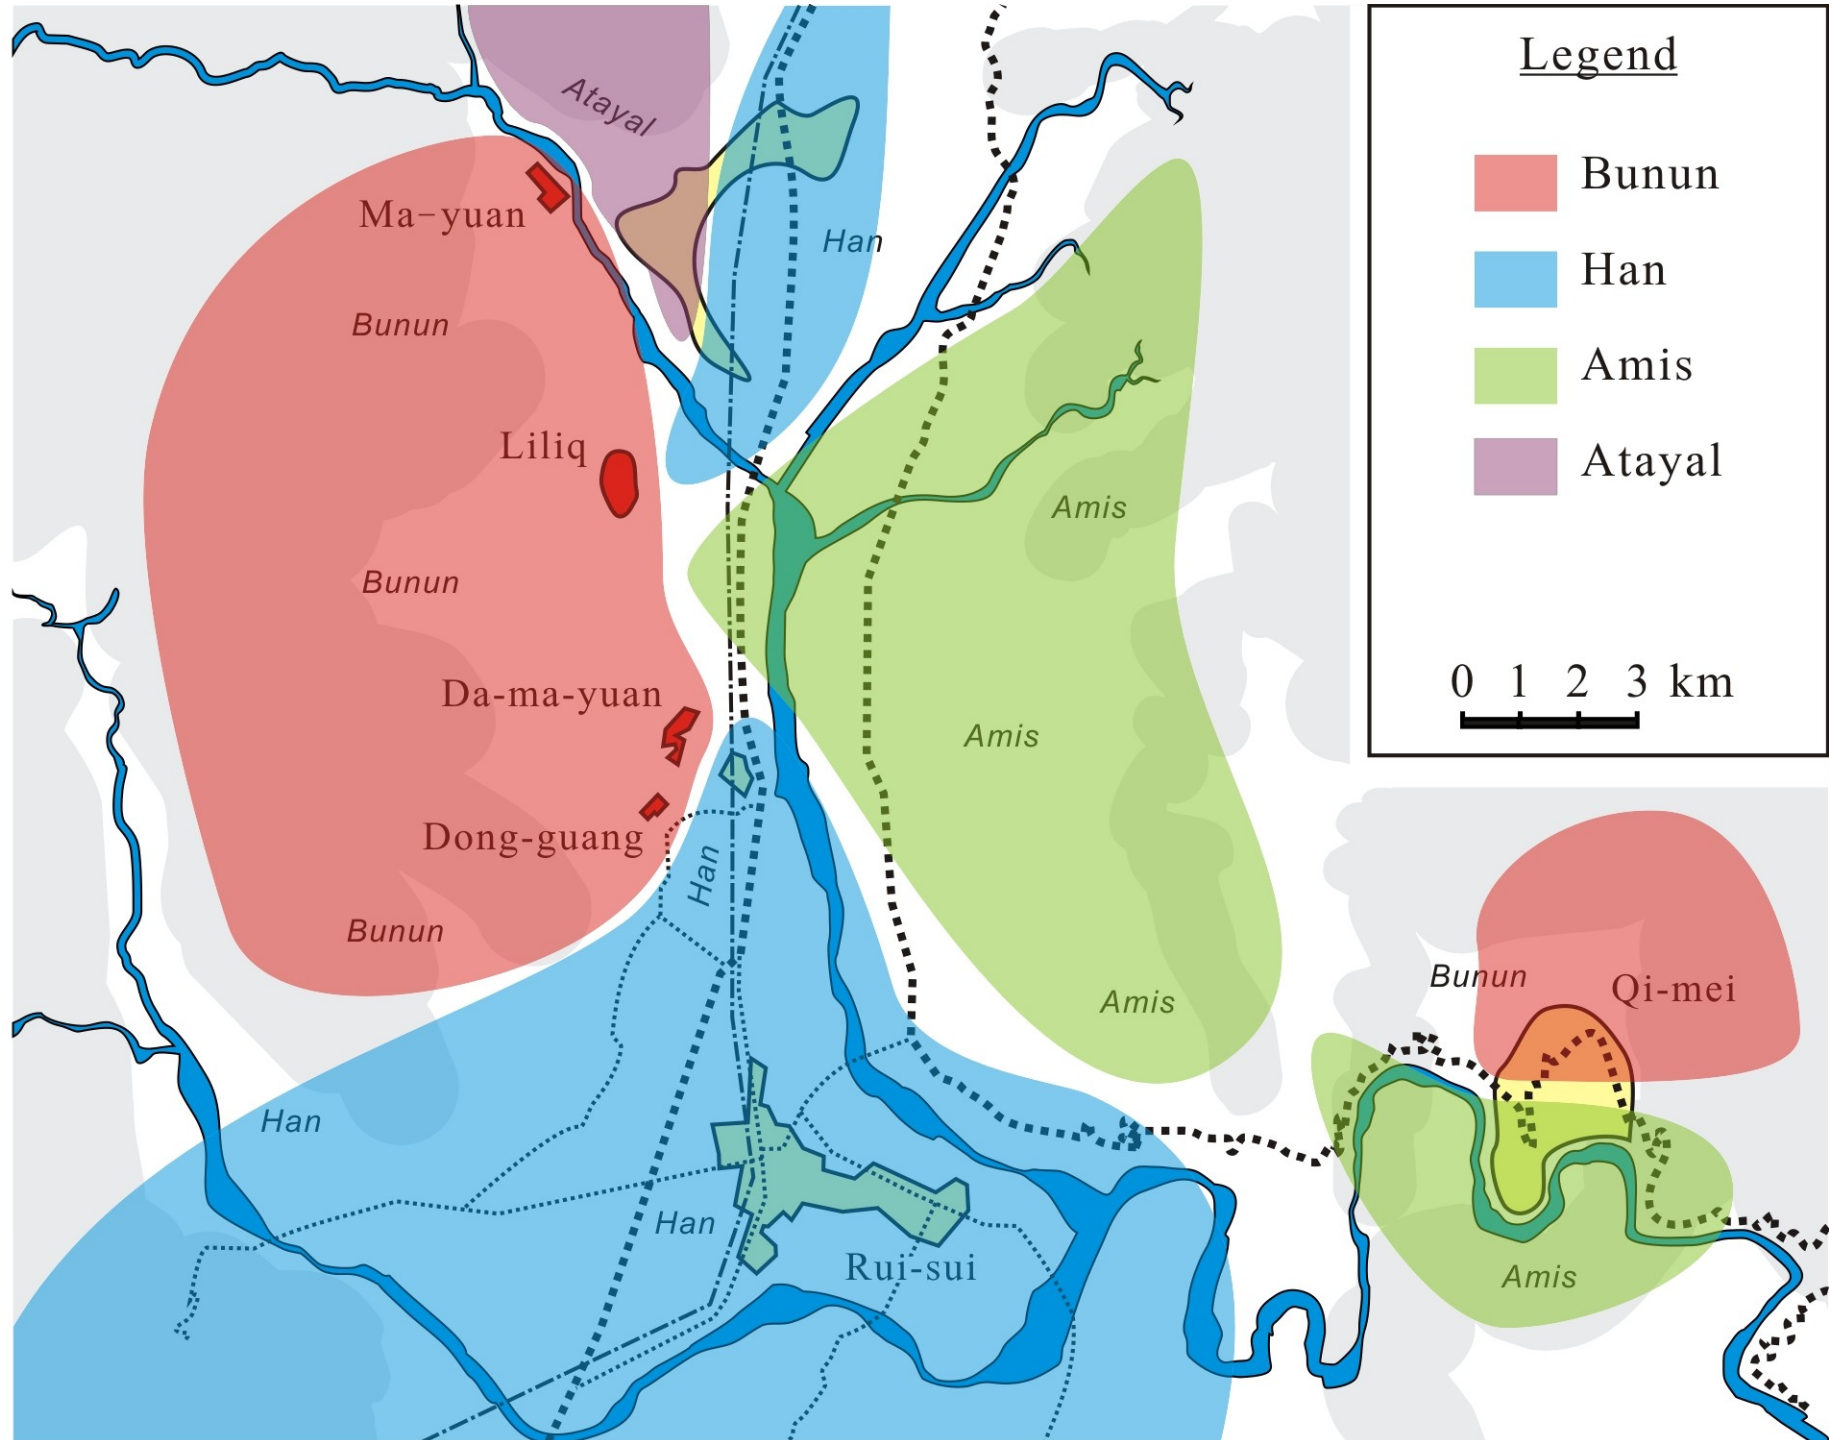 Legend
Bunun
Han
Amis
Atayal
0 1 2 3 km
Atayal
Ma-yuan
Han
Bunun
Liliq
Amis
Bunun
Da-ma-yuan
Amis
Dong-guang
Han
Bunun
Bunun
Qi-mei
Amis
Han
Han
Rui-sui
Amis